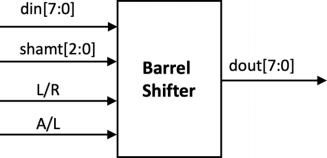 din[7:0]
shamt[2:0]
L/R
A/L
Barrel
Shifter
dout[7:0]